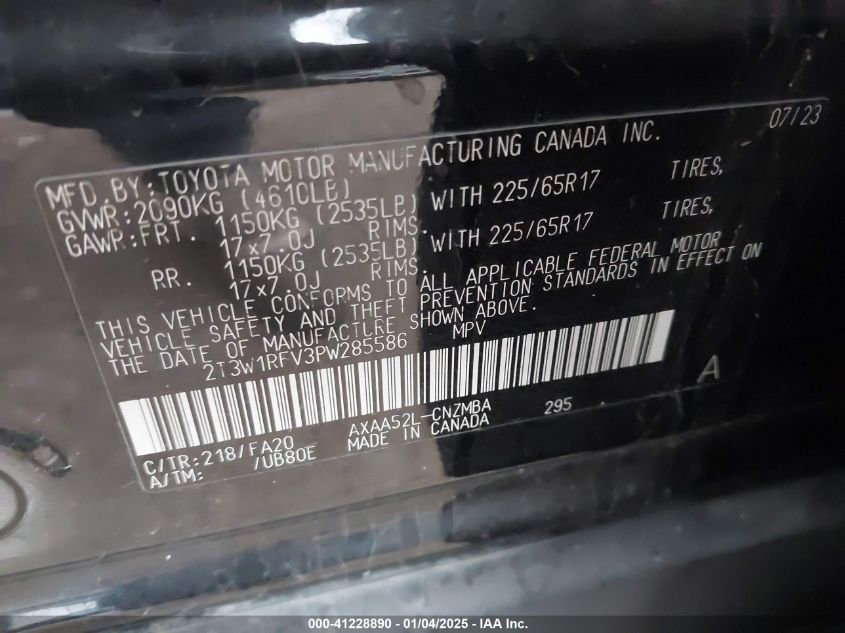 07/23
MFD. BY: TOYOTA MOTOR MANUFACTURING CANADA INC.
GVWR: 2090KG (4610LB)
GAWR: FRT. 1150KG (2535LB) WITH 225/65R17 TIRES,
17x7.0J RIMS.
RR. 1150KG (2535LB) WITH 225/65R17 TIRES,
17x7.0J RIMS.
THIS VEHICLE CONFORMS TO ALL APPLICABLE FEDERAL MOTOR
VEHICLE SAFETY AND THEFT PREVENTION STANDARDS IN EFFECT ON
THE DATE OF MANUFACTURE SHOWN ABOVE.
2T3W1RFV3PW285586 MPV
A
C/TR: 218/FA20 AXAA52L-CNZMBA 295
A/TM: /UB80E MADE IN CANADA
000-41228890 - 01/04/2025 - IAA Inc.